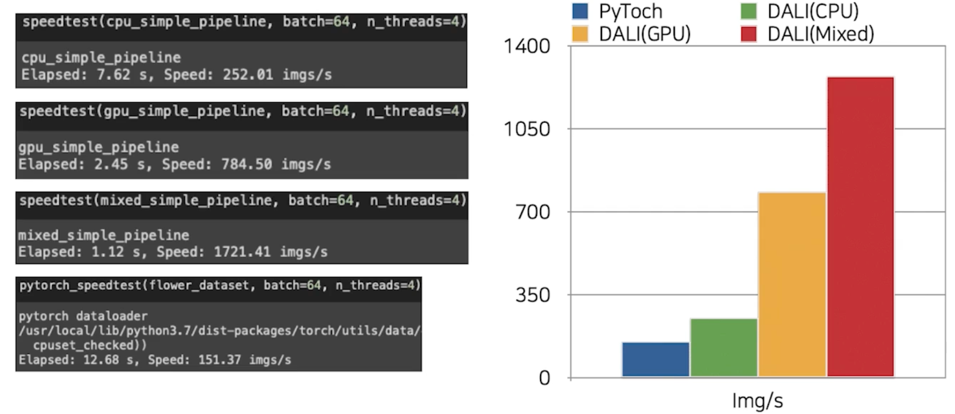 speedtest(cpu_simple_pipeline, batch=64, n_threads=4)
cpu_simple_pipeline
Elapsed: 7.62 s, Speed: 252.01 imgs/s
speedtest(gpu_simple_pipeline, batch=64, n_threads=4)
gpu_simple_pipeline
Elapsed: 2.45 s, Speed: 784.50 imgs/s
speedtest(mixed_simple_pipeline, batch=64, n_threads=4)
mixed_simple_pipeline
Elapsed: 1.12 s, Speed: 1721.41 imgs/s
pytorch_speedtest(flower_dataset, batch=64, n_threads=4)
pytorch dataloader
/usr/local/lib/python3.7/dist-packages/torch/utils/data/
cpuset_checked))
Elapsed: 12.68 s, Speed: 151.37 imgs/s
PyToch DALI(CPU)
DALI(GPU) DALI(Mixed)
1400
1050
700
350
0
Img/s